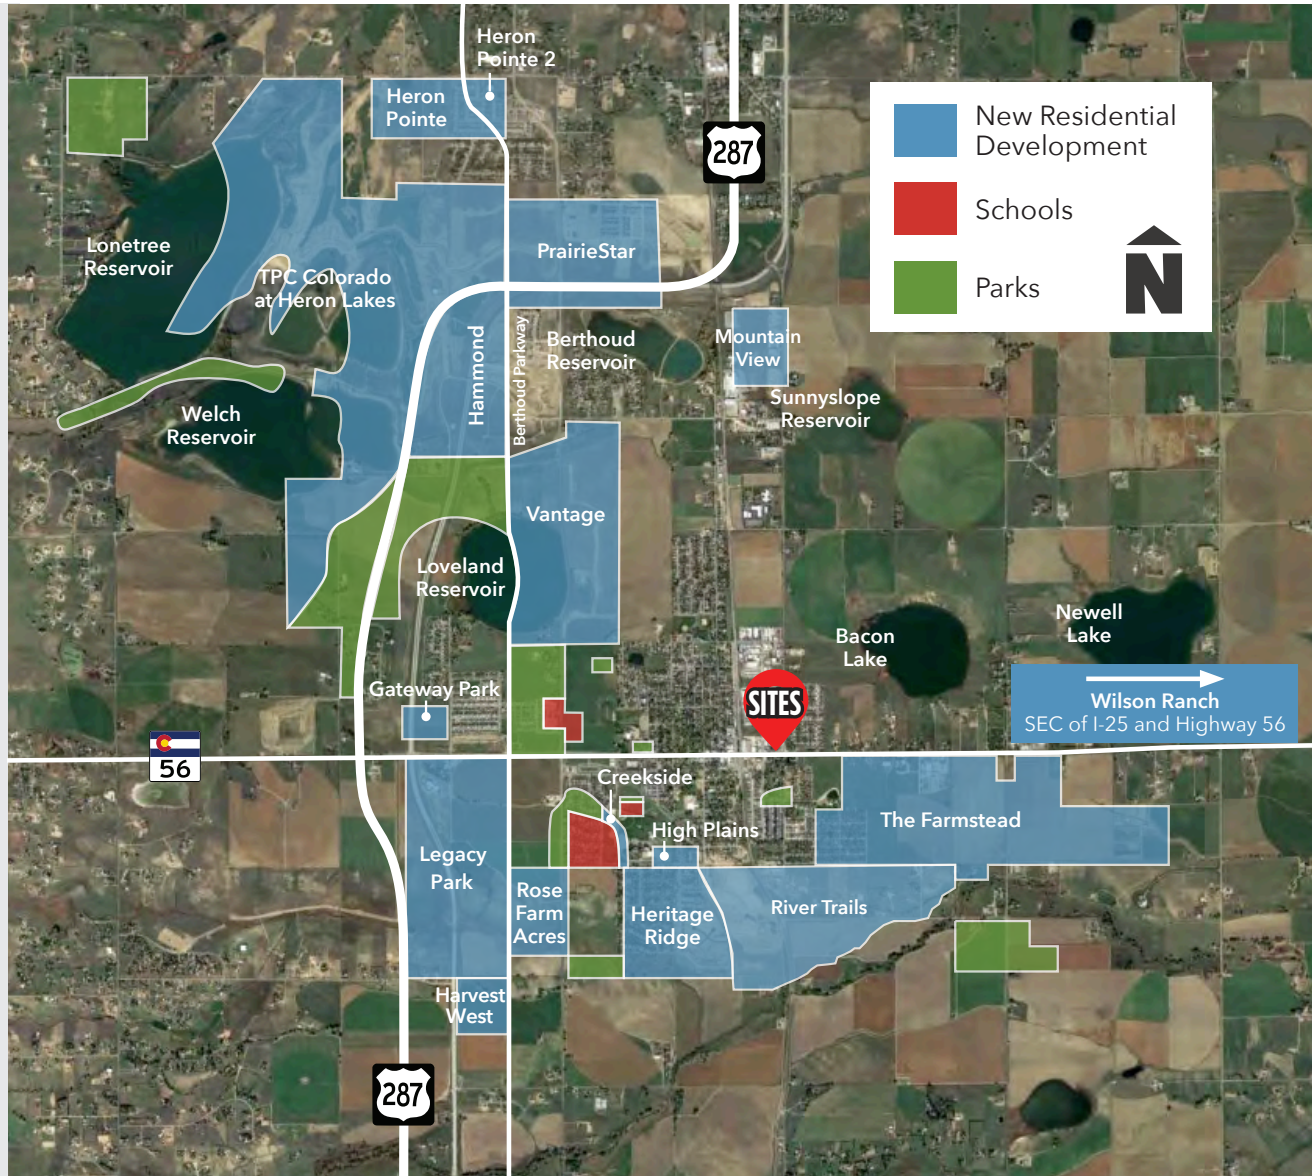 Heron
Pointe 2
Heron
Pointe
287
New Residential
Development
Schools
Parks
N
Lonetree
Reservoir
TPC Colorado
at Heron Lakes
PrairieStar
Hammond
Berthoud Parkway
Berthoud
Reservoir
Mountain
View
Sunnyslope
Reservoir
Welch
Reservoir
Vantage
Loveland
Reservoir
Bacon
Lake
Newell
Lake
Gateway Park
SITES
Wilson Ranch
SEC of I-25 and Highway 56
56
Creekside
High Plains
The Farmstead
Legacy
Park
Rose
Farm
Acres
Heritage
Ridge
River Trails
Harvest
West
287